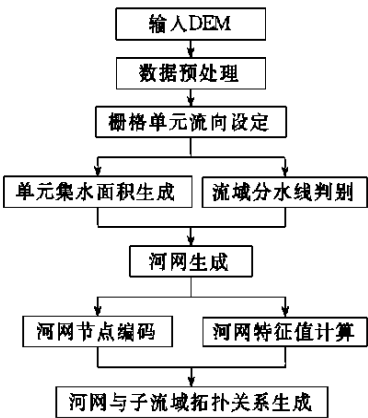 输入DEM
数据预处理
栅格单元流向设定
单元集水面积生成
流域分水线判别
河网生成
河网节点编码
河网特征值计算
河网与子流域拓扑关系生成